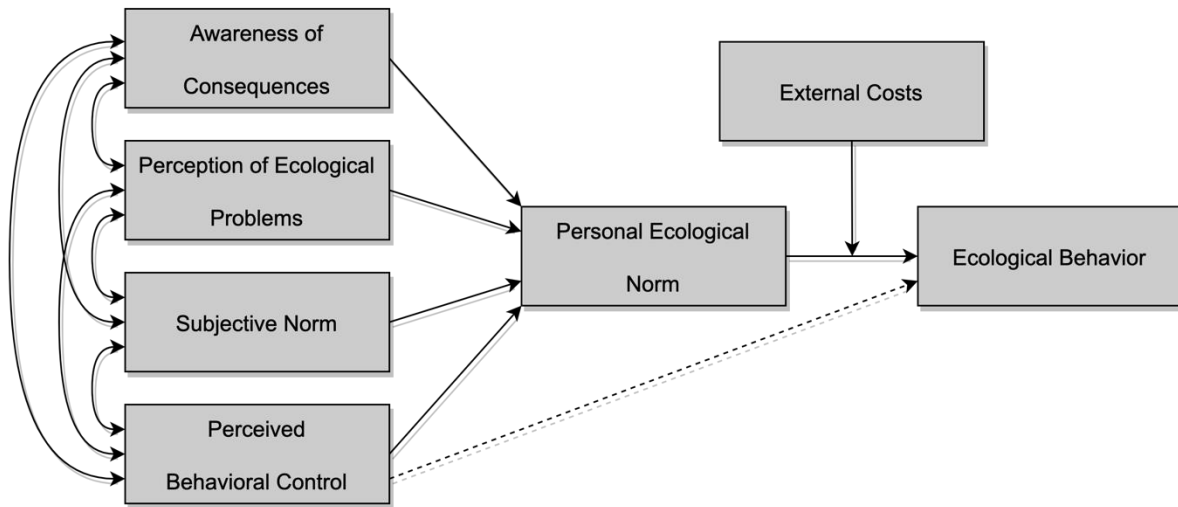 Awareness of
Consequences
Perception of Ecological
Problems
Subjective Norm
Perceived
Behavioral Control
Personal Ecological
Norm
External Costs
Ecological Behavior